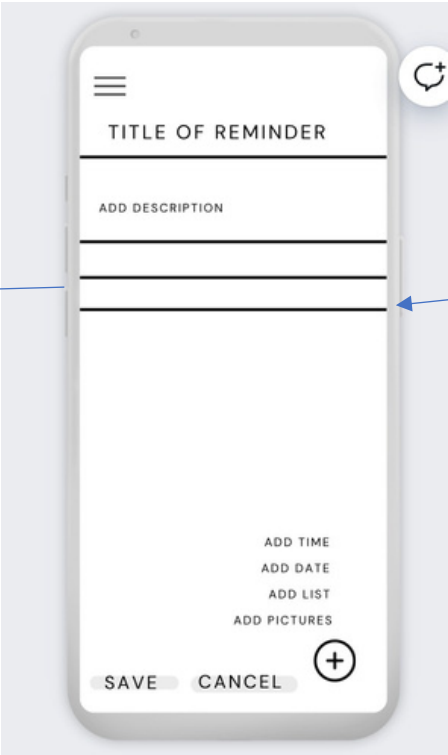 TITLE OF REMINDER
ADD DESCRIPTION
ADD TIME
ADD DATE
ADD LIST
ADD PICTURES
SAVE CANCEL